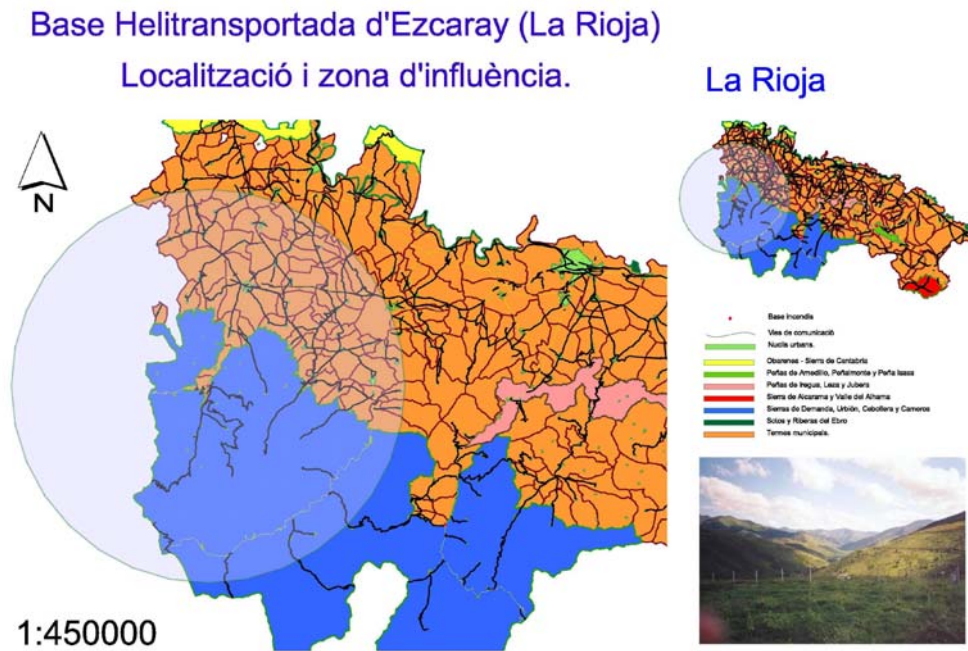 Base Helitransportada d'Ezcaray (La Rioja)
Localització i zona d'influència.
La Rioja
N
Base incendis
Vies de comunicació
Nuclis urbans.
Obarenes - Sierra de Cantabria
Peñas de Arnedillo, Peñalmonte y Peña Isasa
Peñas de Iregua, Leza y Jubera
Sierra de Alcarama y Valle del Alhama
Sierras de Demanda, Urbión, Cebollera y Cameros
Sotos y Riberas del Ebro
Termes municipals.
1:450000